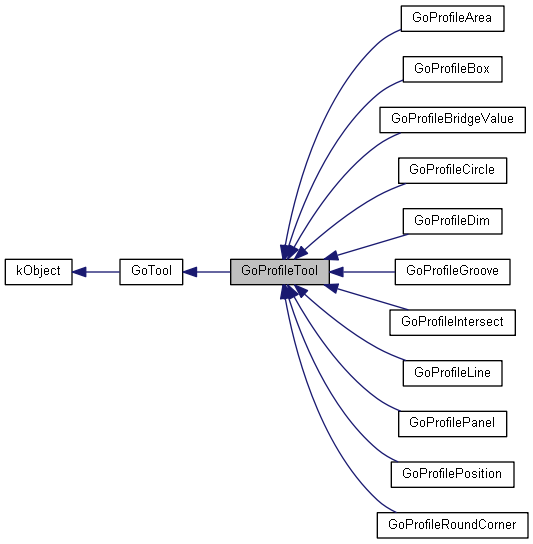 GoProfileArea
GoProfileBox
GoProfileBridgeValue
GoProfileCircle
GoProfileDim
kObject
GoTool
GoProfileTool
GoProfileGroove
GoProfileIntersect
GoProfileLine
GoProfilePanel
GoProfilePosition
GoProfileRoundCorner